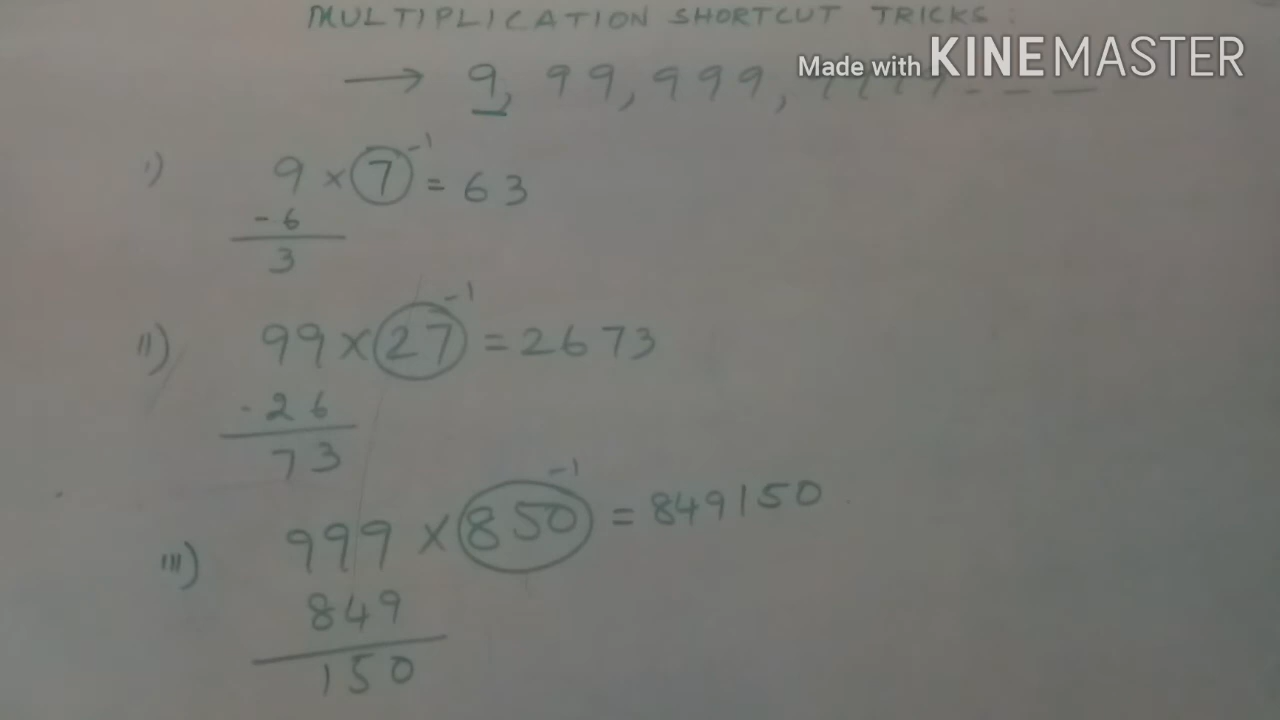 MULTIPLICATION SHORTCUT TRICKS :
Made with KINEMASTER
→ 9, 99, 999, 9999 - - -
i) 9 × 7 -1 = 63
- 6
3
ii) 99 × 27 -1 = 2673
- 26
73
iii) 999 × 850 -1 = 849150
849
150